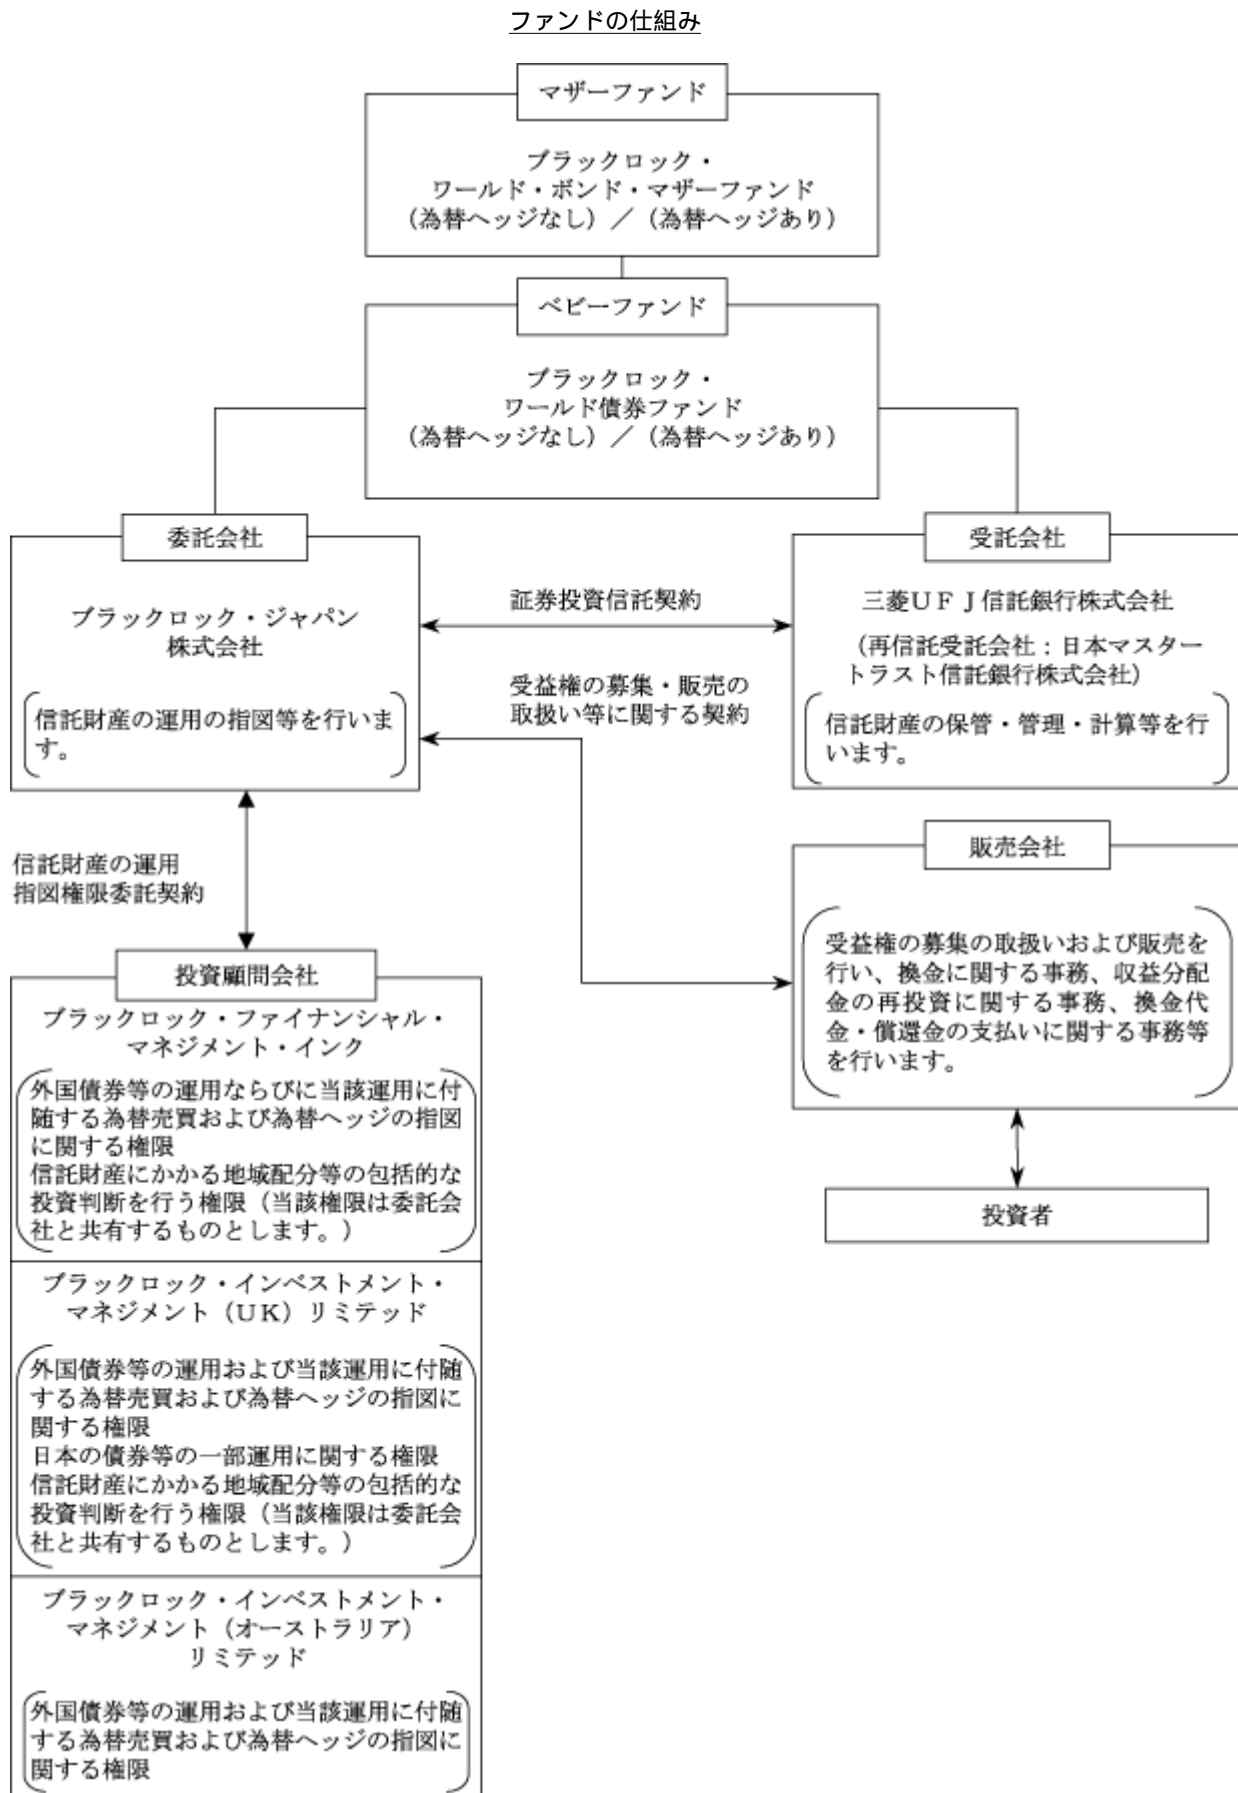 ファンドの仕組み
マザーファンド
ブラックロック・
ワールド・ボンド・マザーファンド
（為替ヘッジなし）／（為替ヘッジあり）
ベビーファンド
ブラックロック・
ワールド債券ファンド
（為替ヘッジなし）／（為替ヘッジあり）
委託会社
ブラックロック・ジャパン
株式会社
信託財産の運用の指図等を行いま
す。
証券投資信託契約
受益権の募集・販売の
取扱い等に関する契約
受託会社
三菱ＵＦＪ信託銀行株式会社
（再信託受託会社：日本マスター
トラスト信託銀行株式会社）
信託財産の保管・管理・計算等を行
います。
信託財産の運用
指図権限委託契約
販売会社
受益権の募集の取扱いおよび販売を
行い、換金に関する事務、収益分配
金の再投資に関する事務、換金代
金・償還金の支払いに関する事務等
を行います。
投資者
投資顧問会社
ブラックロック・ファイナンシャル・
マネジメント・インク
外国債券等の運用ならびに当該運用に付
随する為替売買および為替ヘッジの指図
に関する権限
信託財産にかかる地域配分等の包括的な
投資判断を行う権限（当該権限は委託会
社と共有するものとします。）
ブラックロック・インベストメント・
マネジメント（ＵＫ）リミテッド
外国債券等の運用および当該運用に付随
する為替売買および為替ヘッジの指図に
関する権限
日本の債券等の一部運用に関する権限
信託財産にかかる地域配分等の包括的な
投資判断を行う権限（当該権限は委託会
社と共有するものとします。）
ブラックロック・インベストメント・
マネジメント（オーストラリア）
リミテッド
外国債券等の運用および当該運用に付随
する為替売買および為替ヘッジの指図に
関する権限